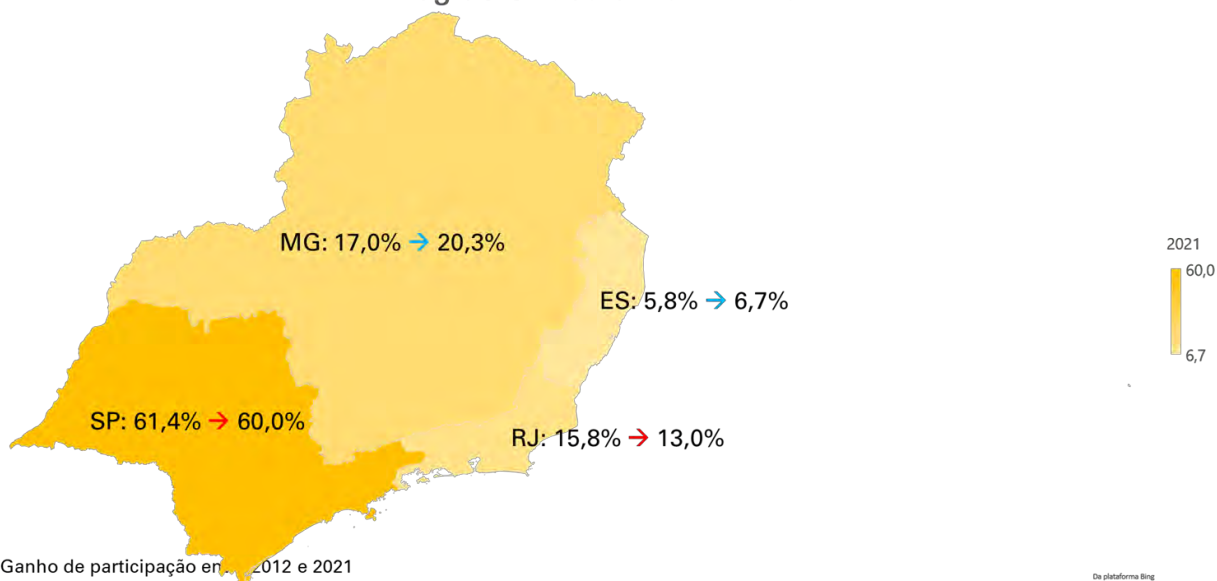 MG: 17,0% → 20,3%
2021
60,0
ES: 5,8% → 6,7%
6,7
SP: 61,4% → 60,0%
RJ: 15,8% → 13,0%
Ganho de participação 2012 e 2021
Da plataforma Bing